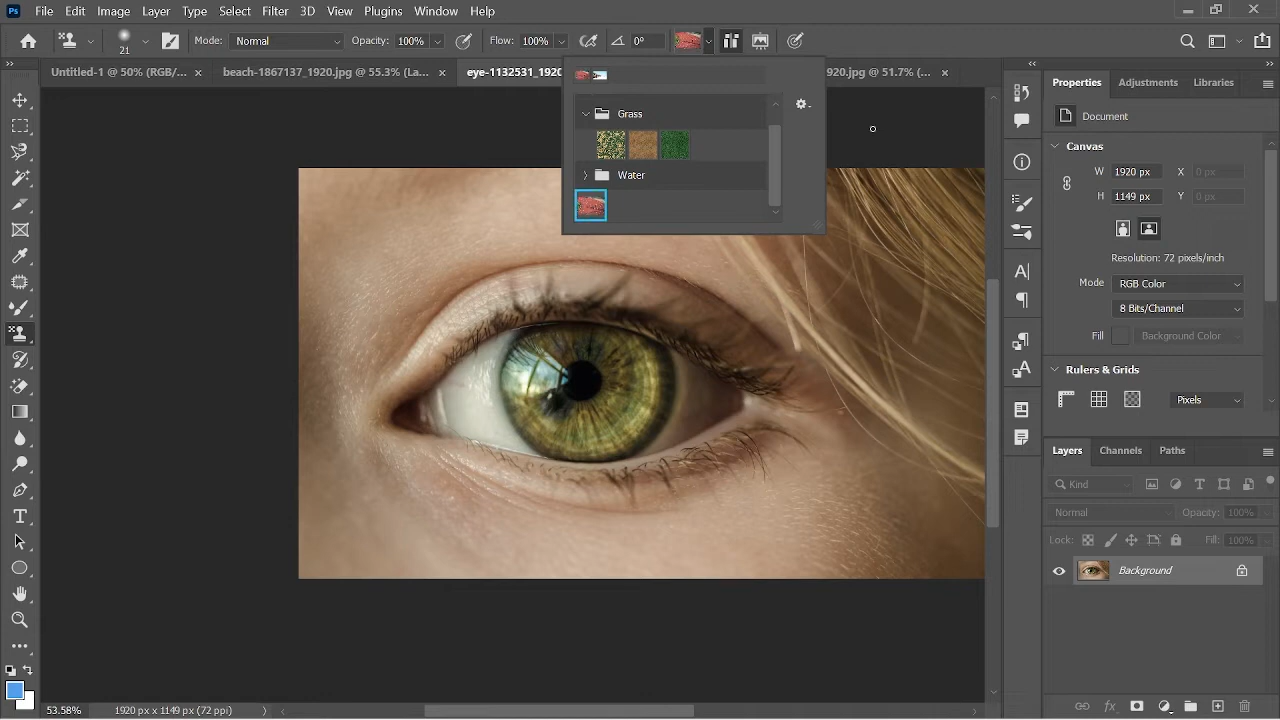 Ps File Edit Image Layer Type Select Filter 3D View Plugins Window Help
21 Mode: Normal Opacity: 100% Flow: 100% 0°
Untitled-1 @ 50% (RGB/... × beach-1867137_1920.jpg @ 55.3% (La... × eye-1132531_1920 920.jpg @ 51.7% (... ×
Grass
Water
Properties Adjustments Libraries
Document
Canvas
W 1920 px X 0 px
H 1149 px Y 0 px
Resolution: 72 pixels/inch
Mode RGB Color
8 Bits/Channel
Fill Background Color
Rulers & Grids
Pixels
Layers Channels Paths
Kind
Normal Opacity: 100%
Lock: Fill: 100%
Background
53.58% 1920 px x 1149 px (72 ppi)